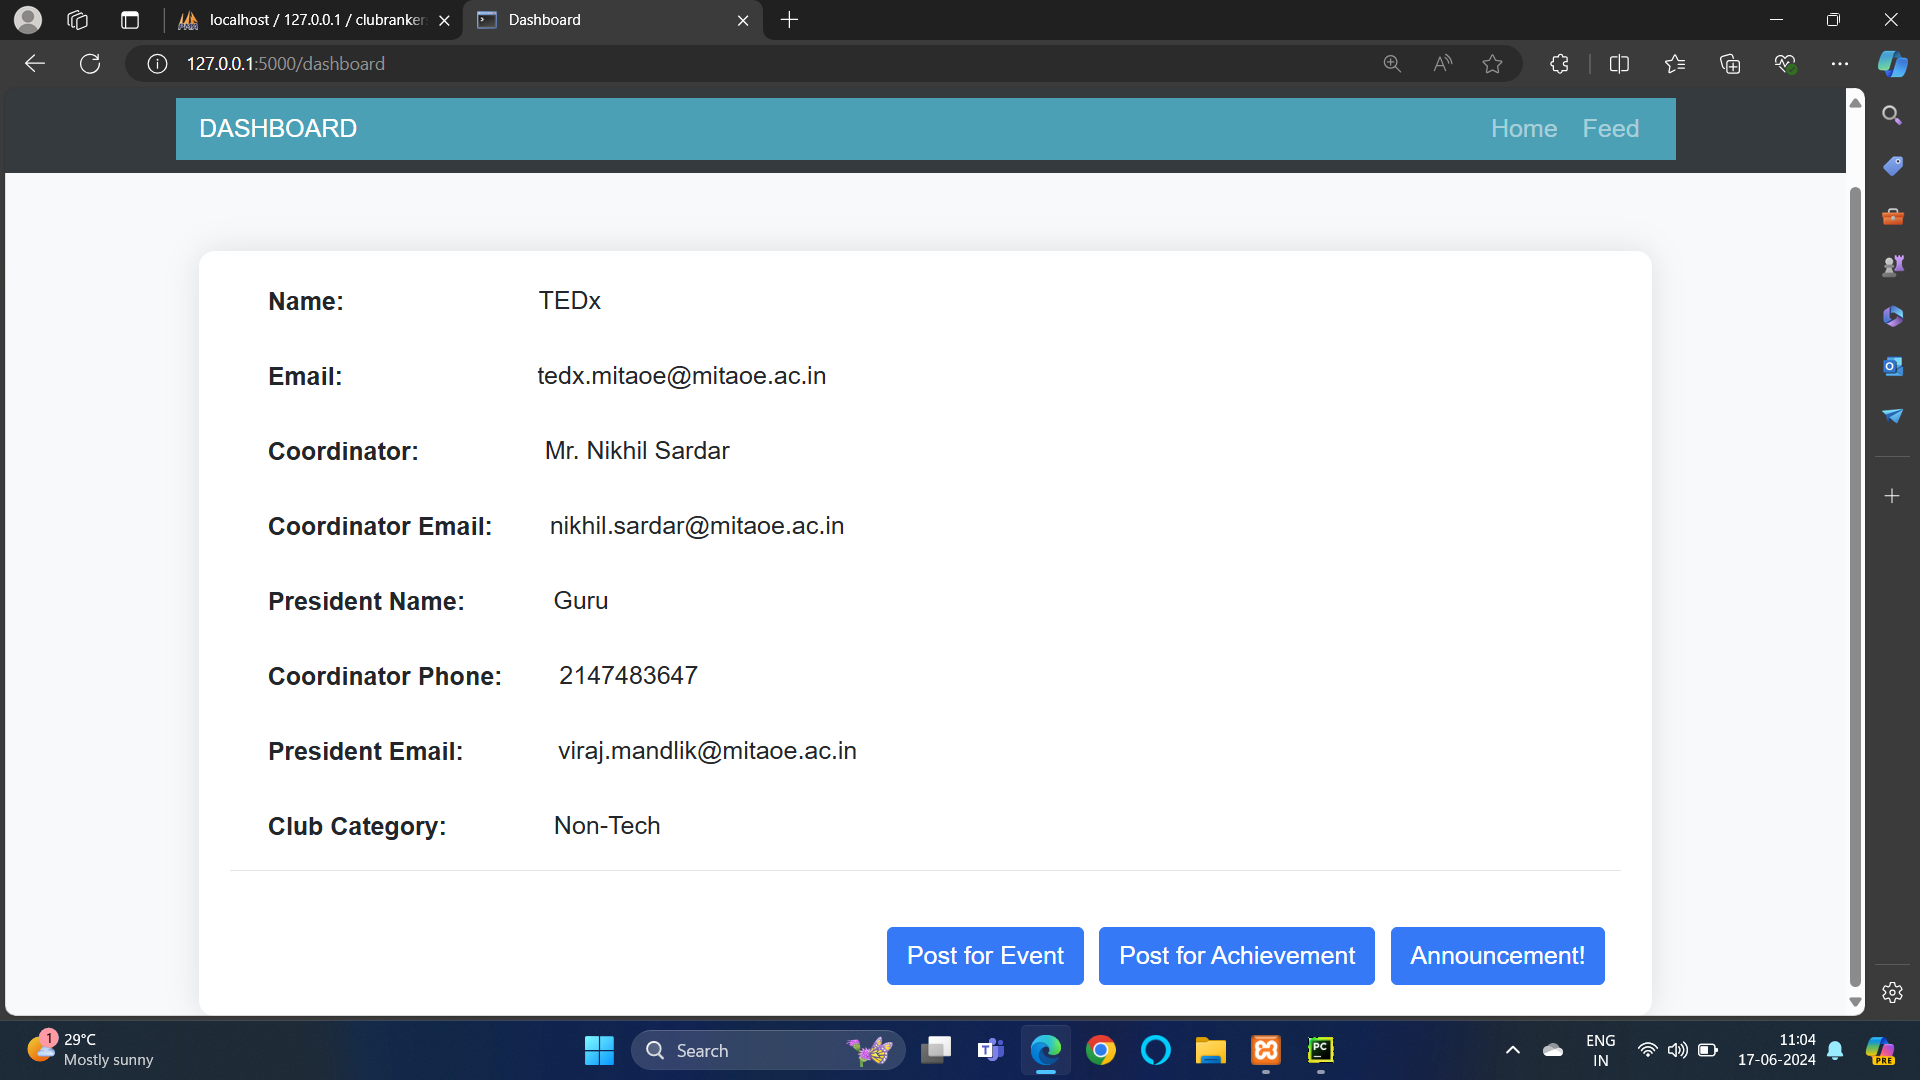 localhost / 127.0.0.1 / clubranker
Dashboard
127.0.0.1:5000/dashboard
DASHBOARD
Home
Feed
Name: TEDx
Email: tedx.mitaoe@mitaoe.ac.in
Coordinator: Mr. Nikhil Sardar
Coordinator Email: nikhil.sardar@mitaoe.ac.in
President Name: Guru
Coordinator Phone: 2147483647
President Email: viraj.mandlik@mitaoe.ac.in
Club Category: Non-Tech
Post for Event
Post for Achievement
Announcement!
1
29°C
Mostly sunny
Search
PC
PRE
ENG
IN
11:04
17-06-2024